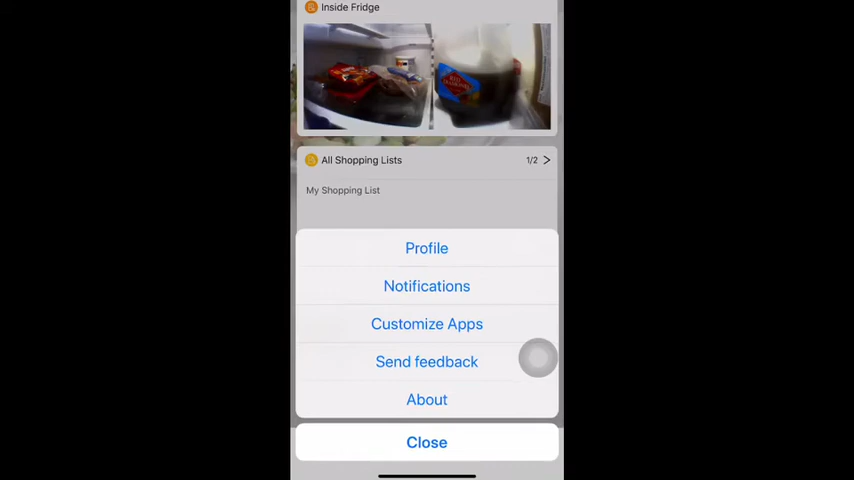 Inside Fridge
All Shopping Lists
1/2
My Shopping List
Profile
Notifications
Customize Apps
Send feedback
About
Close